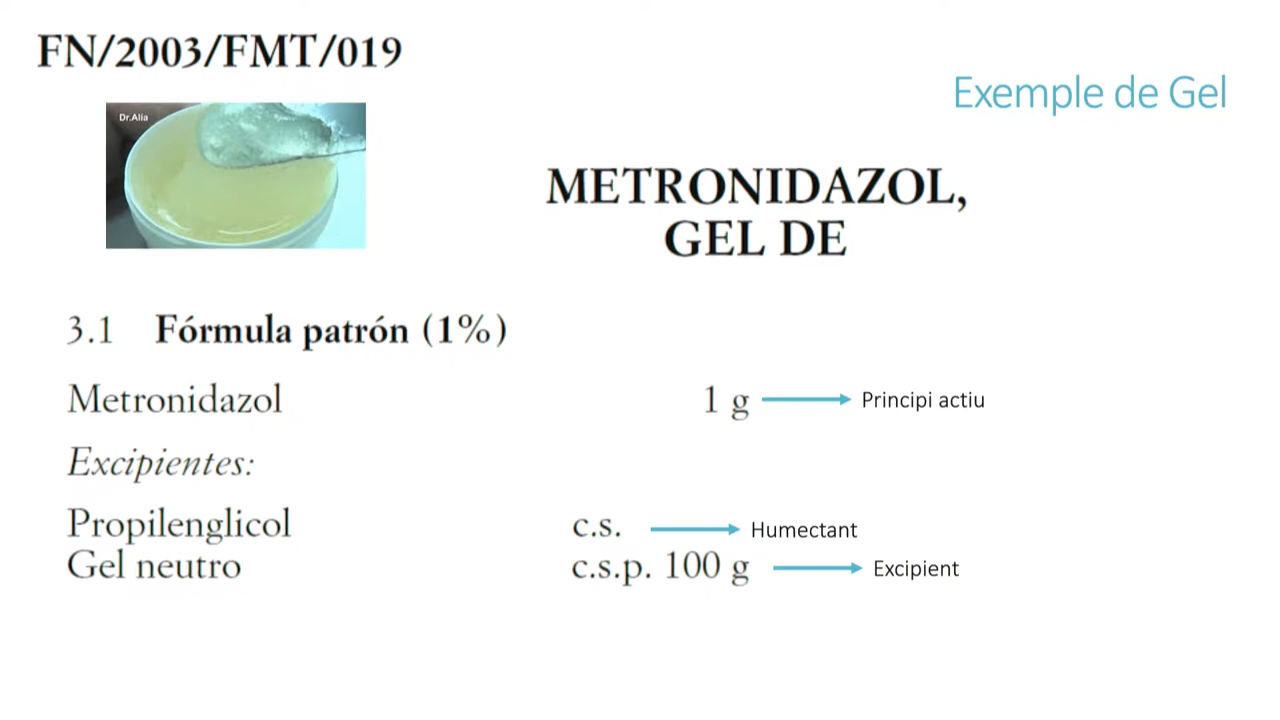 FN/2003/FMT/019
Exemple de Gel
Dr.Alia
METRONIDAZOL,
GEL DE
3.1 Fórmula patrón (1%)
Metronidazol 1 g Principi actiu
Excipientes:
Propilenglicol c.s. Humectant
Gel neutro c.s.p. 100 g Excipient